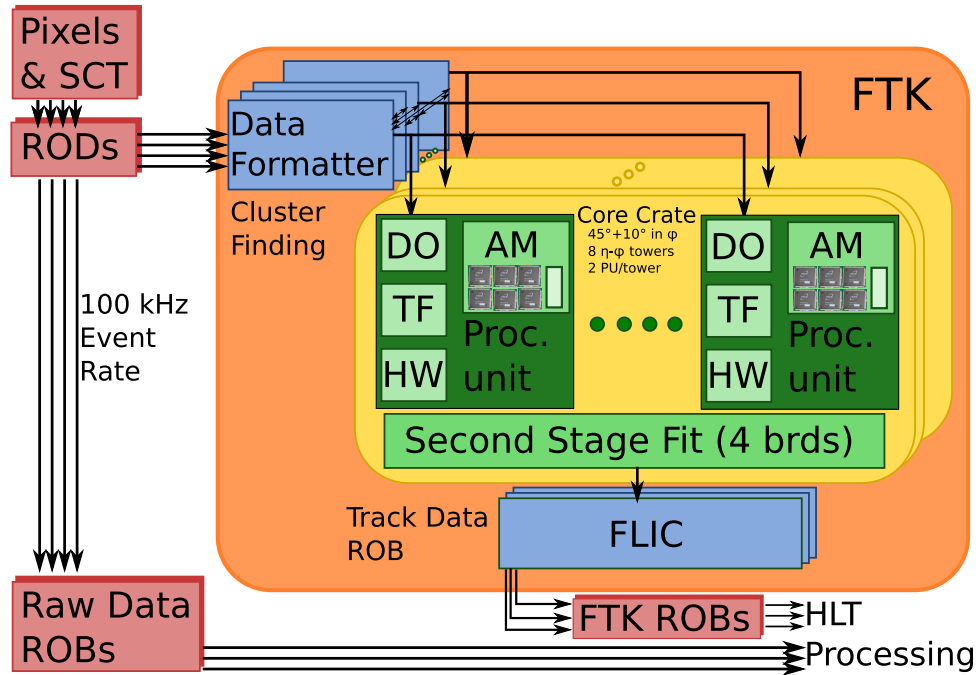 Pixels
& SCT
RODs
Data
Formatter
Cluster
Finding
FTK
Core Crate
45°+10° in φ
8 η-φ towers
2 PU/tower
DO
AM
TF
HW
Proc.
unit
DO
AM
TF
HW
Proc.
unit
Second Stage Fit (4 brds)
100 kHz
Event
Rate
Track Data
ROB
FLIC
Raw Data
ROBs
FTK ROBs
HLT
Processing